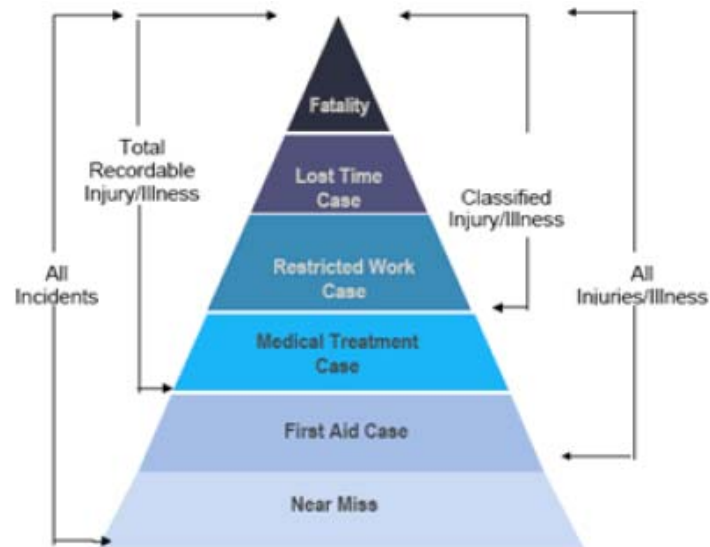 Fatality
Total
Recordable
Injury/Illness
Lost Time
Case
Classified
Injury/Illness
All
Incidents
Restricted Work
Case
All
Injuries/Illness
Medical Treatment
Case
First Aid Case
Near Miss